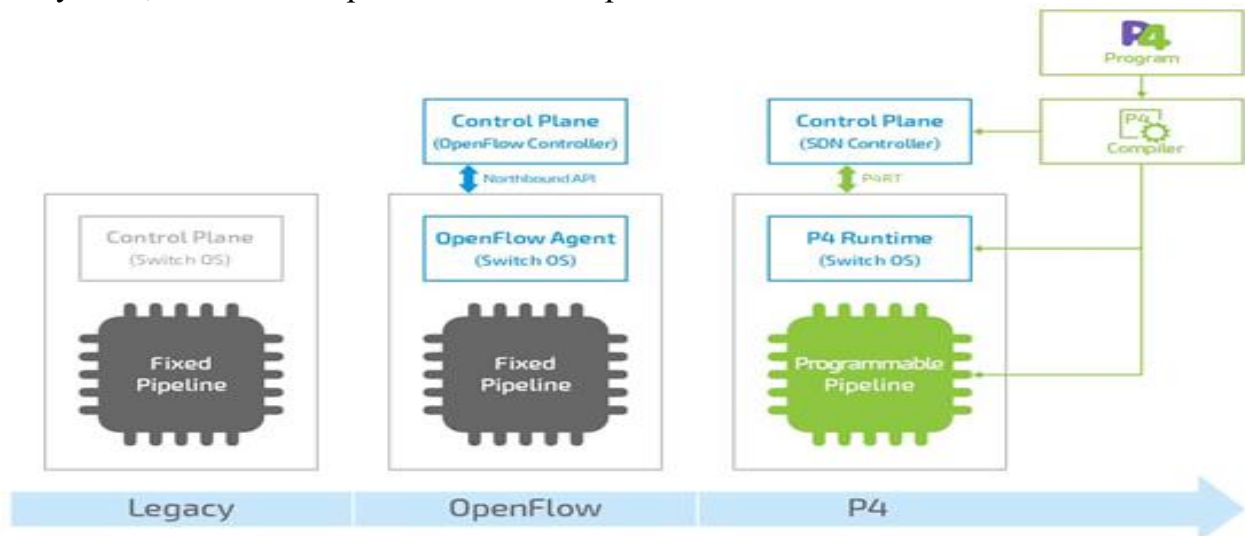 P4
Program
P4
Compiler
Control Plane
(OpenFlow Controller)
Northbound API
Control Plane
(SDN Controller)
P4RT
Control Plane
(Switch OS)
OpenFlow Agent
(Switch OS)
P4 Runtime
(Switch OS)
Fixed
Pipeline
Fixed
Pipeline
Programmable
Pipeline
Legacy
OpenFlow
P4